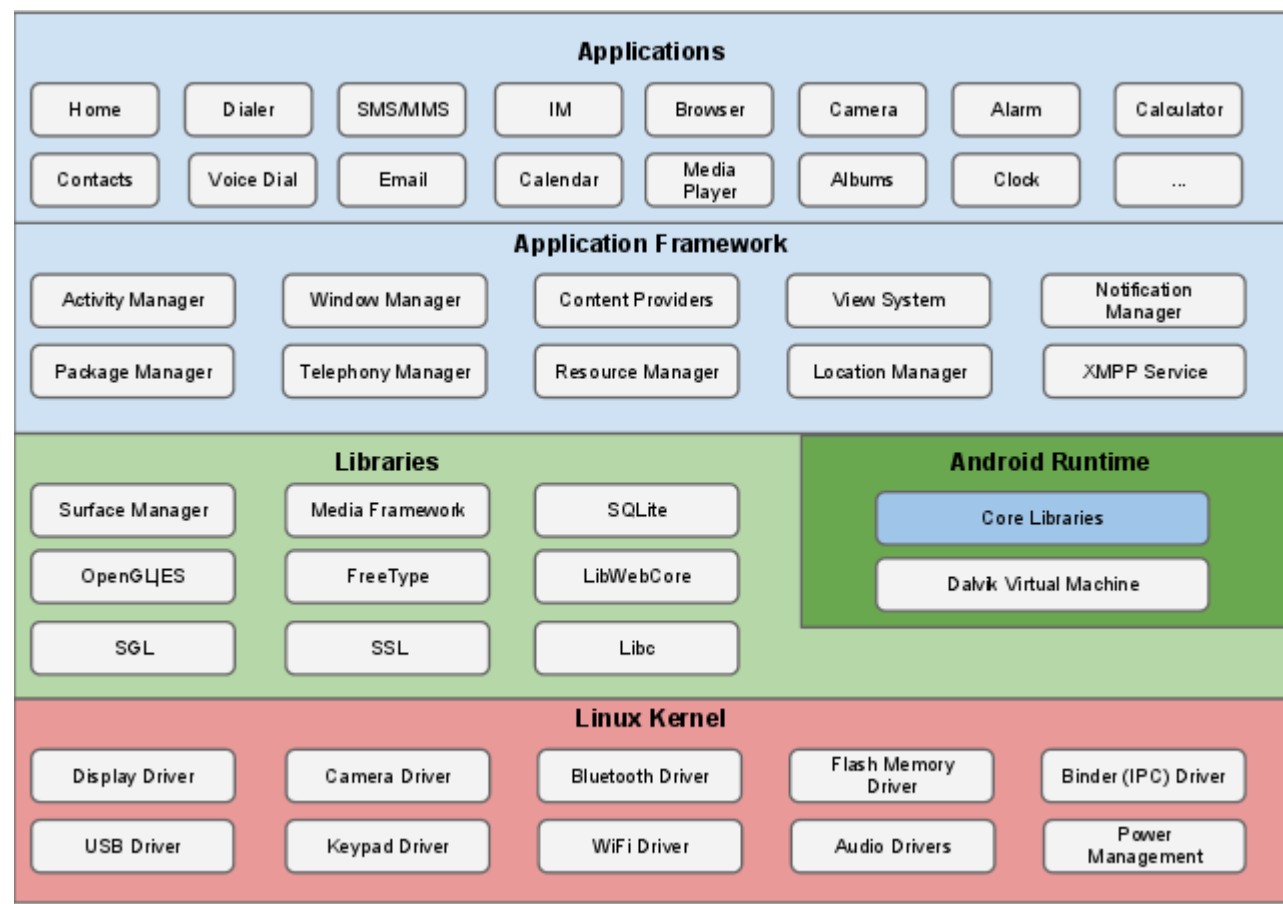 Applications
Home
Dialer
SMS/MMS
IM
Browser
Camera
Alarm
Calculator
Contacts
Voice Dial
Email
Calendar
Media
Player
Albums
Clock
...
Application Framework
Activity Manager
Window Manager
Content Providers
View System
Notification
Manager
Package Manager
Telephony Manager
Resource Manager
Location Manager
XMPP Service
Libraries
Surface Manager
Media Framework
SQLite
OpenGL|ES
FreeType
LibWebCore
SGL
SSL
Libc
Android Runtime
Core Libraries
Dalvik Virtual Machine
Linux Kernel
Display Driver
Camera Driver
Bluetooth Driver
Flash Memory
Driver
Binder (IPC) Driver
USB Driver
Keypad Driver
WiFi Driver
Audio Drivers
Power
Management